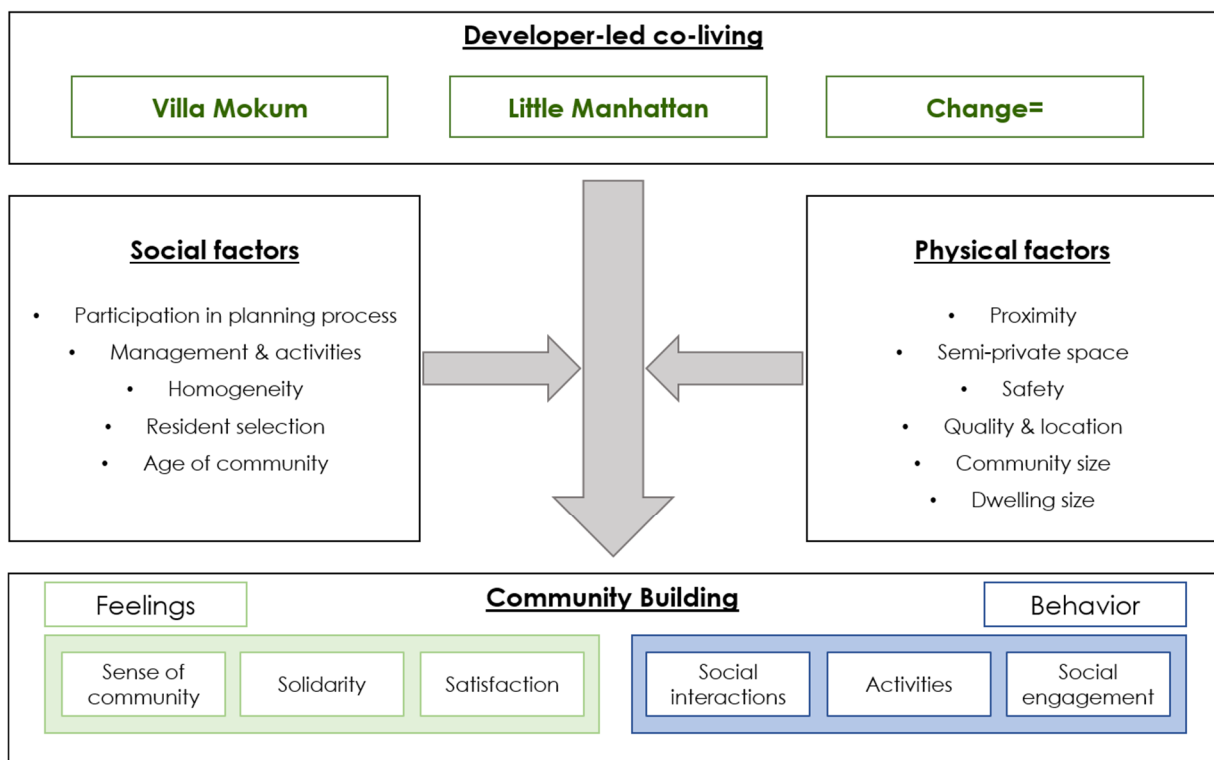 Developer-led co-living
Villa Mokum
Little Manhattan
Change=
Social factors
• Participation in planning process
• Management & activities
• Homogeneity
• Resident selection
• Age of community
Physical factors
• Proximity
• Semi-private space
• Safety
• Quality & location
• Community size
• Dwelling size
Community Building
Feelings
Sense of
community
Solidarity
Satisfaction
Behavior
Social
interactions
Activities
Social
engagement